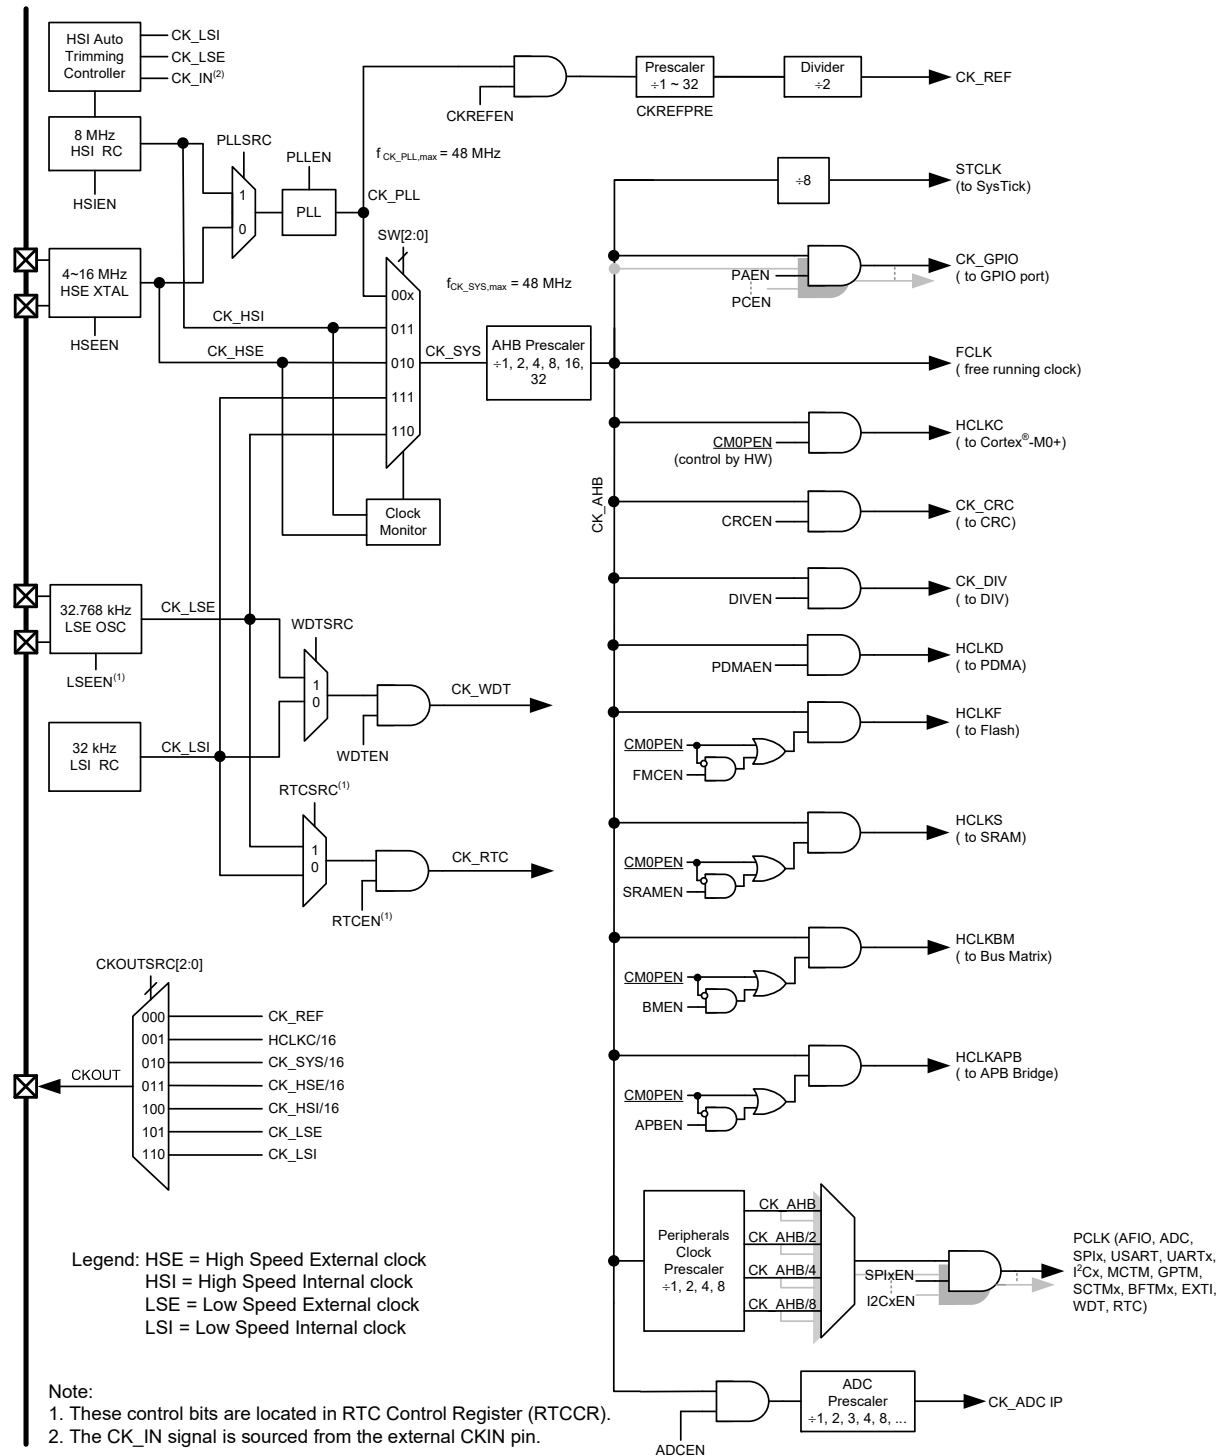 HSI Auto
Trimming
Controller
CK_LSI
CK_LSE
CK_IN(2)
8 MHz
HSI RC
HSIEN
4~16 MHz
HSE XTAL
HSEEN
PLLSRC
1
0
PLLEN
PLL
f CK_PLL,max = 48 MHz
CK_PLL
CKREFEN
Prescaler
÷1 ~ 32
CKREFPRE
Divider
÷2
CK_REF
÷8
STCLK
(to SysTick)
SW[2:0]
fCK_SYS,max = 48 MHz
00x
011
010
111
110
CK_HSI
CK_HSE
CK_SYS
AHB Prescaler
÷1, 2, 4, 8, 16,
32
Clock
Monitor
PAEN
PCEN
CK_GPIO
( to GPIO port)
FCLK
( free running clock)
CM0PEN
(control by HW)
HCLKC
( to Cortex®-M0+)
CK_AHB
CRCEN
CK_CRC
( to CRC)
DIVEN
CK_DIV
( to DIV)
PDMAEN
HCLKD
( to PDMA)
CM0PEN
FMCEN
HCLKF
( to Flash)
CM0PEN
SRAMEN
HCLKS
( to SRAM)
CM0PEN
BMEN
HCLKBM
( to Bus Matrix)
CM0PEN
APBEN
HCLKAPB
( to APB Bridge)
32.768 kHz
LSE OSC
LSEEN(1)
CK_LSE
WDTSRC
1
0
CK_WDT
WDTEN
32 kHz
LSI RC
CK_LSI
RTCSRC(1)
1
0
CK_RTC
RTCEN(1)
CKOUTSRC[2:0]
000 CK_REF
001 HCLKC/16
010 CK_SYS/16
011 CK_HSE/16
100 CK_HSI/16
101 CK_LSE
110 CK_LSI
CKOUT
Peripherals
Clock
Prescaler
÷1, 2, 4, 8
CK_AHB
CK_AHB/2
CK_AHB/4
CK_AHB/8
SPIxEN
I2CxEN
PCLK (AFIO, ADC,
SPIx, USART, UARTx,
I²Cx, MCTM, GPTM,
SCTMx, BFTMx, EXTI,
WDT, RTC)
ADCEN
ADC
Prescaler
÷1, 2, 3, 4, 8, ...
CK_ADC IP
Legend: HSE = High Speed External clock
HSI = High Speed Internal clock
LSE = Low Speed External clock
LSI = Low Speed Internal clock
Note:
1. These control bits are located in RTC Control Register (RTCCR).
2. The CK_IN signal is sourced from the external CKIN pin.